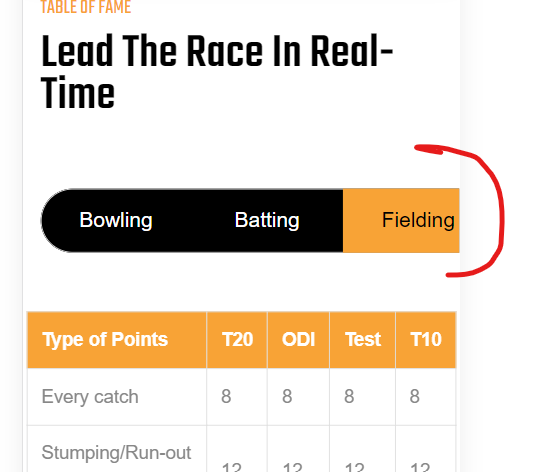 TABLE OF FAME
Lead The Race In Real-
Time
Bowling Batting Fielding
Type of Points T20 ODI Test T10
Every catch 8 8 8 8
Stumping/Run-out 12 12 12 12